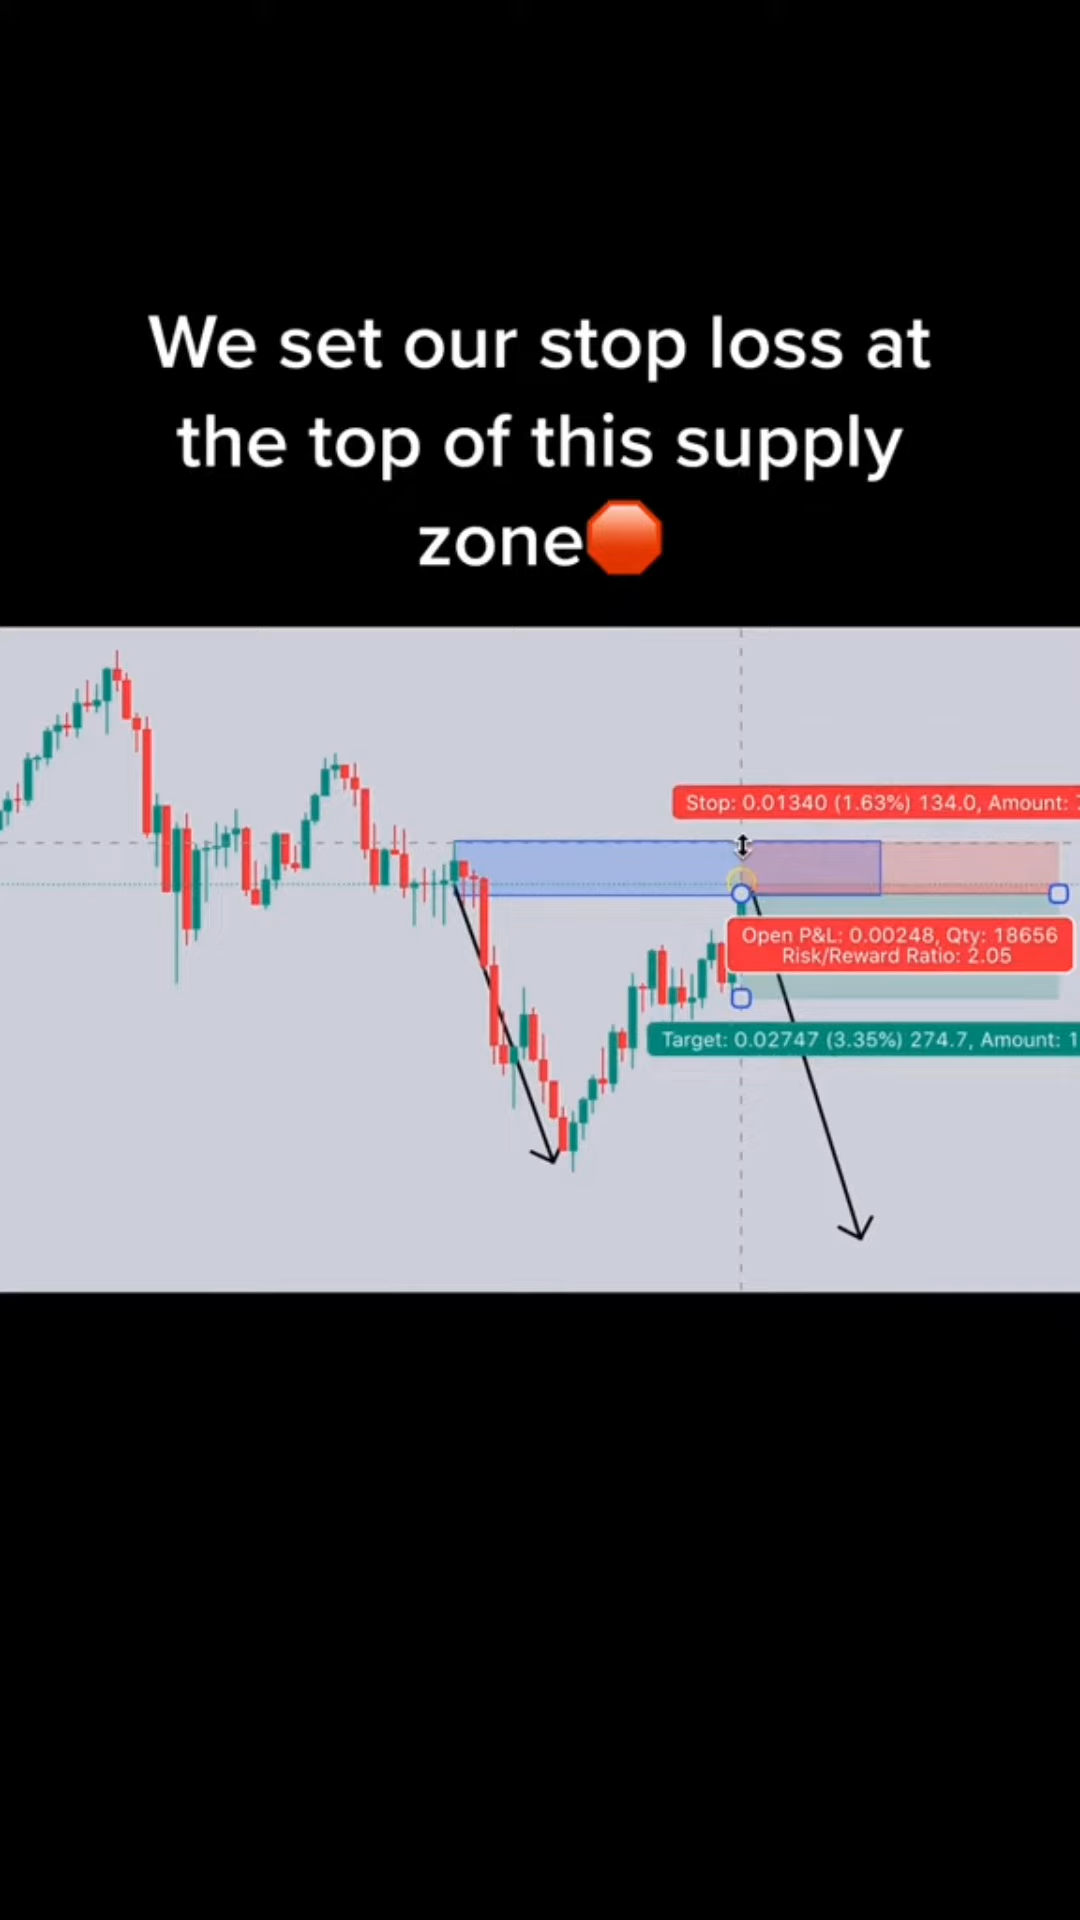 We set our stop loss at
the top of this supply
zone🛑
Stop: 0.01340 (1.63%) 134.0, Amount:
Open P&L: 0.00248, Qty: 18656
Risk/Reward Ratio: 2.05
Target: 0.02747 (3.35%) 274.7, Amount: 1